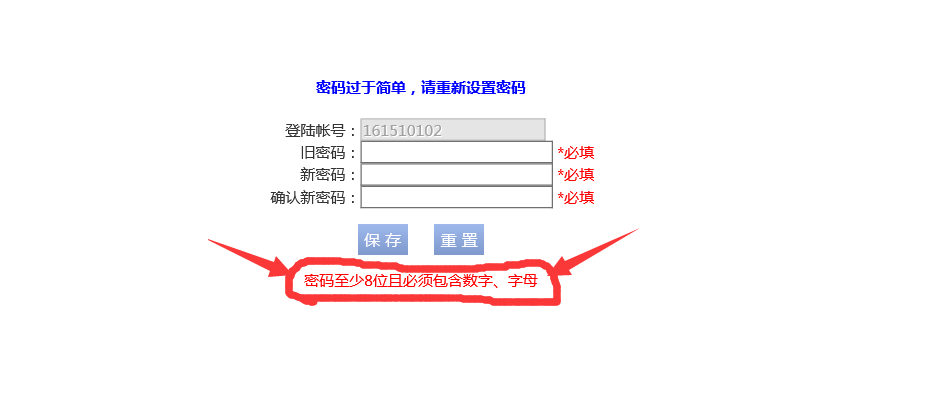 密码过于简单，请重新设置密码
登陆帐号：161510102
旧密码： *必填
新密码： *必填
确认新密码： *必填
保 存 重 置
密码至少8位且必须包含数字、字母